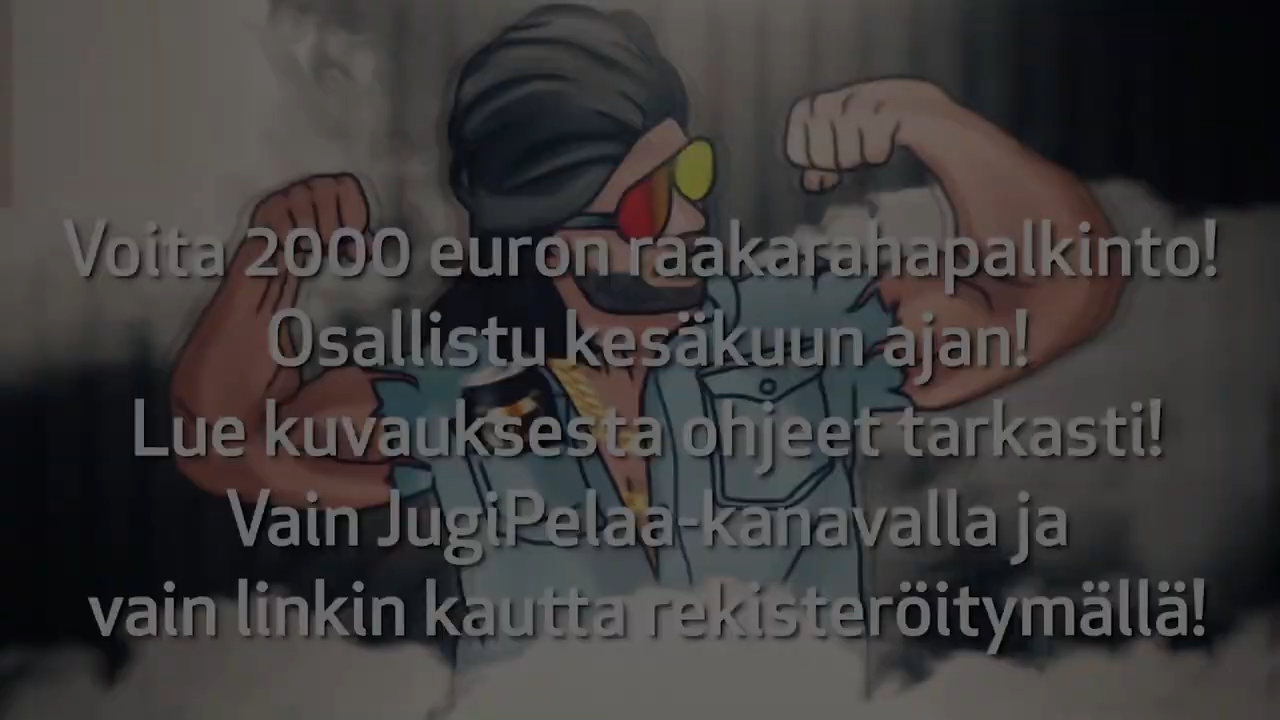 Voita 2000 euron raakarahapalkinto!
Osallistu kesäkuun ajan!
Lue kuvauksesta ohjeet tarkasti!
Vain JugiPelaa-kanavalla ja
vain linkin kautta rekisteröitymällä!